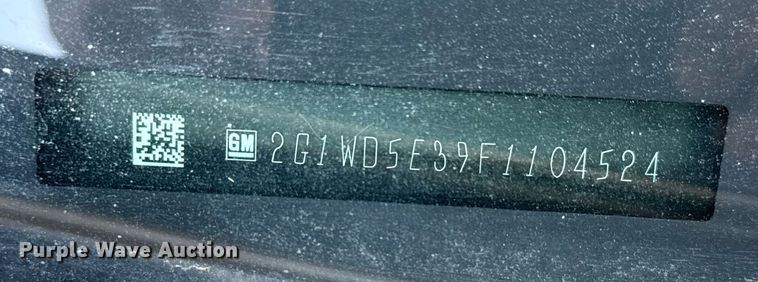 GM 2G1WD5E39F1104524
Purple Wave Auction